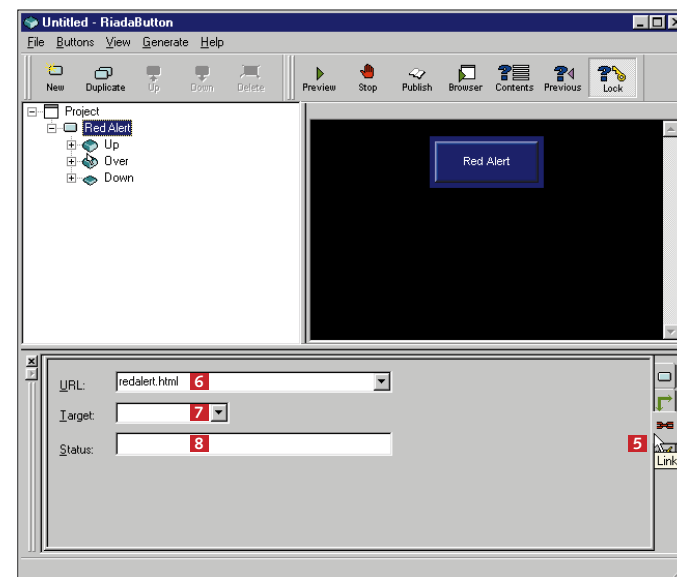 Untitled - RiadaButton
File Buttons View Generate Help
New Duplicate Up Down Delete Preview Stop Publish Browser Contents Previous Lock
Project
Red Alert
Up
Over
Down
Red Alert
URL: redalert.html 6
Target: 7
Status: 8
5
Link